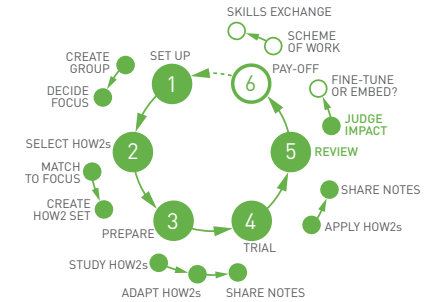 SKILLS EXCHANGE
SCHEME
OF WORK
CREATE
GROUP
SET UP
PAY-OFF
1
6
DECIDE
FOCUS
FINE-TUNE
OR EMBED?
JUDGE
IMPACT
SELECT HOW2s
2
5
REVIEW
MATCH
TO FOCUS
CREATE
HOW2 SET
SHARE NOTES
APPLY HOW2s
3
4
PREPARE
TRIAL
STUDY HOW2s
ADAPT HOW2s
SHARE NOTES